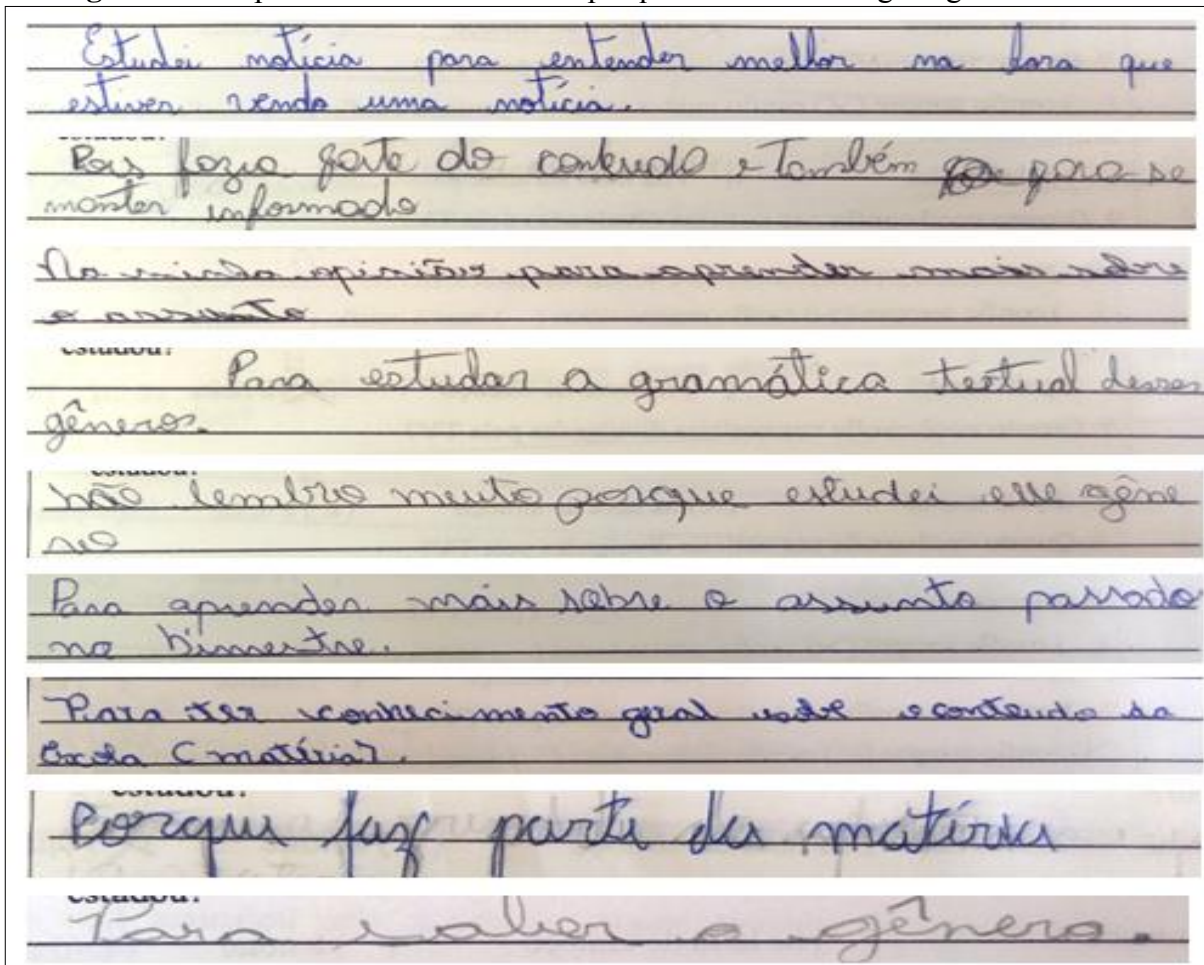 Estudei notícia para entender melhor na hora que
estiver vendo uma notícia.
Pois fazia parte do conteudo e também para se
manter informado
Na minha opinião para aprender mais sobre
o assunto
estudou?
Para estudar a gramática textual desses
gêneros.
estudou?
não lembro muito porque estudei esse gêne
ro
Para aprender mais sobre o assunto passado
no bimestre.
Para ter conhecimento geral sobre o conteudo da
escola (matéria).
estudou?
Porque faz parte da matéria
estudou?
Para saber o gênero.